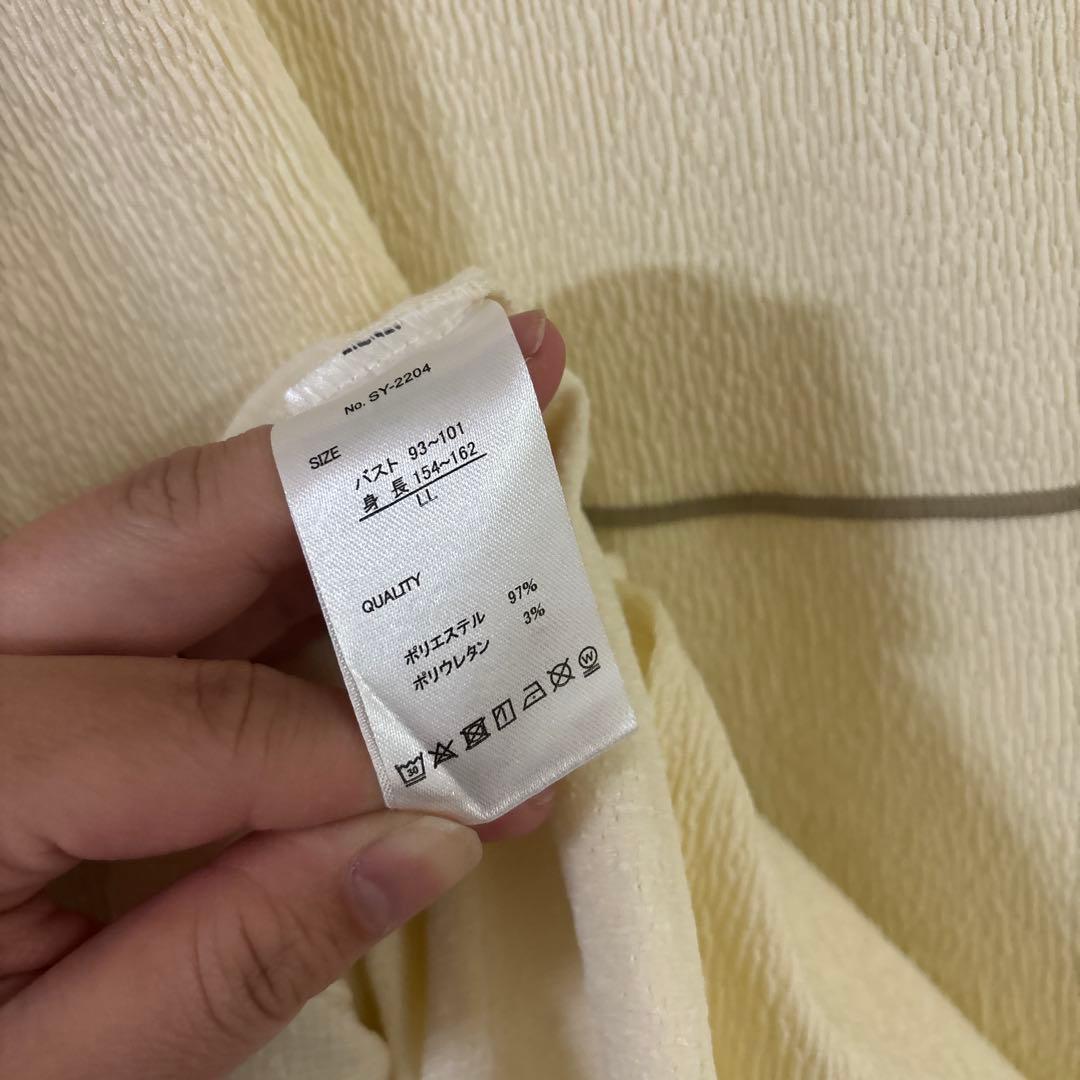 No. SY-2204
SIZE
バスト 93~101
身 長 154~162
LL
QUALITY
ポリエステル 97%
ポリウレタン 3%
30
W